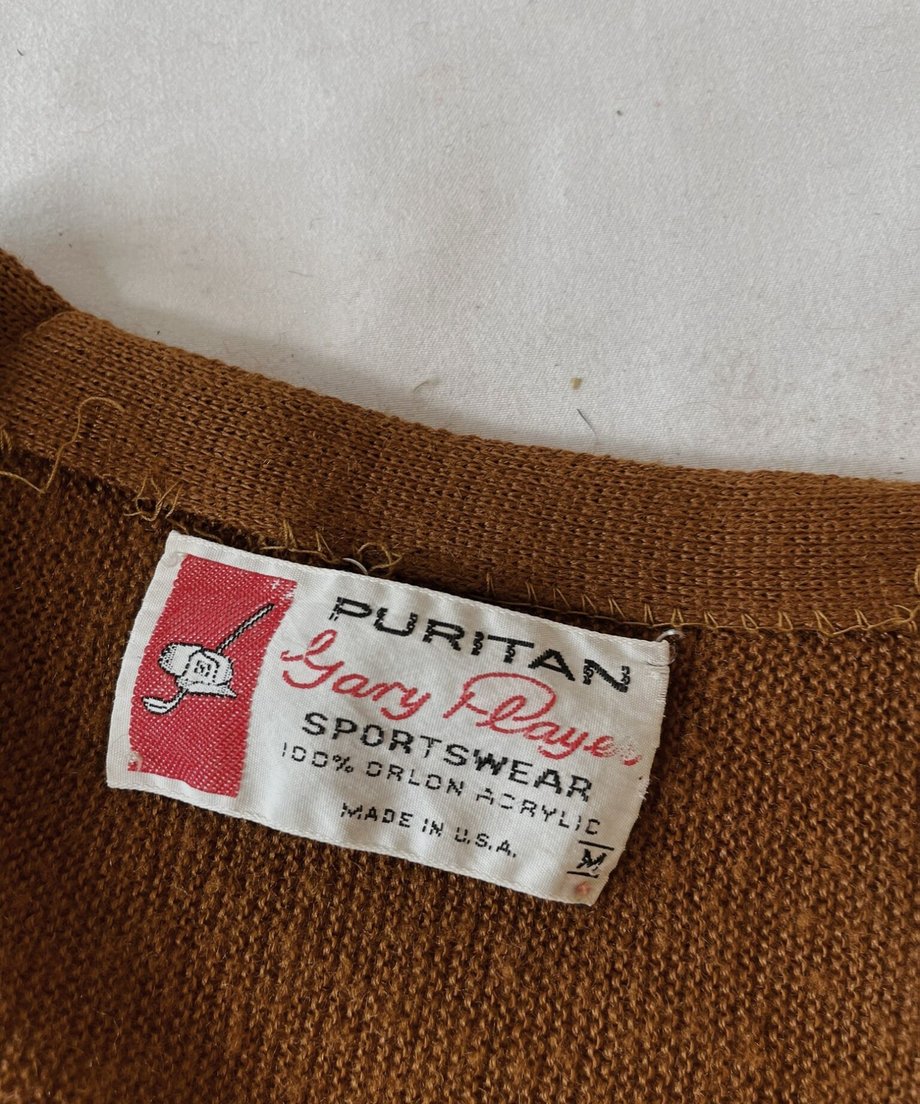 PURITAN
Gary Player
SPORTSWEAR
100% ORLON ACRYLIC
MADE IN U.S.A.
M